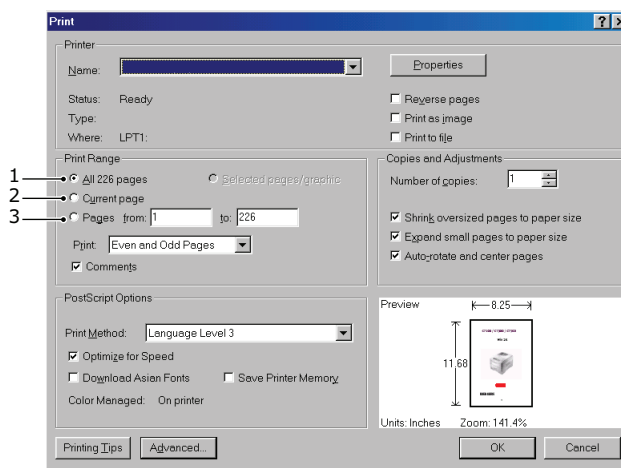 Print
Printer
Name:
Properties
Status: Ready
Reverse pages
Type:
Print as image
Where: LPT1:
Print to file
Print Range
Copies and Adjustments
1
All 226 pages
Selected pages/graphic
Number of copies: 1
2
Current page
3
Pages from: 1 to: 226
Shrink oversized pages to paper size
Print: Even and Odd Pages
Expand small pages to paper size
Comments
Auto-rotate and center pages
PostScript Options
Preview
8.25
Print Method: Language Level 3
Optimize for Speed
11.68
Download Asian Fonts
Save Printer Memory
Color Managed: On printer
Units: Inches Zoom: 141.4%
Printing Tips
Advanced...
OK
Cancel